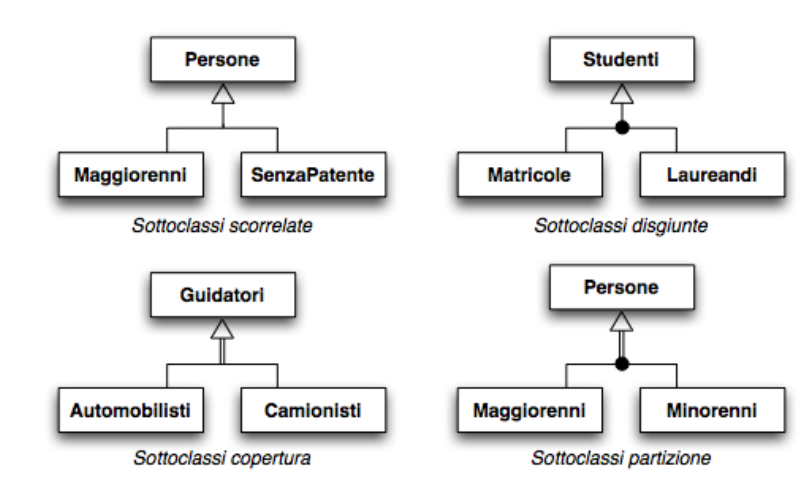 Persone
Maggiorenni SenzaPatente
Sottoclassi scorrelate
Studenti
Matricole Laureandi
Sottoclassi disgiunte
Guidatori
Automobilisti Camionisti
Sottoclassi copertura
Persone
Maggiorenni Minorenni
Sottoclassi partizione